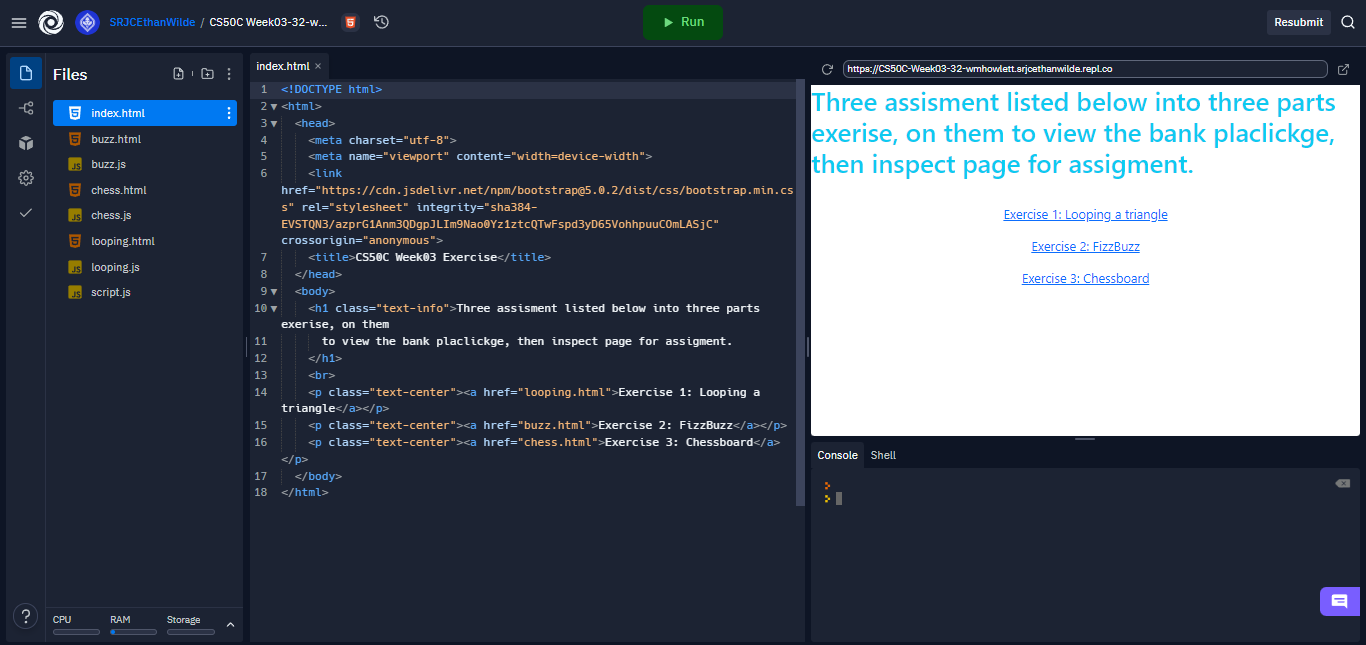 SRJCEthanWilde / CS50C Week03-32-w...
Run
Resubmit
Files
index.html
buzz.html
buzz.js
chess.html
chess.js
looping.html
looping.js
script.js
CPU
RAM
Storage
index.html ×
1 <!DOCTYPE html>
2 <html>
3 <head>
4 <meta charset="utf-8">
5 <meta name="viewport" content="width=device-width">
6 <link
href="https://cdn.jsdelivr.net/npm/bootstrap@5.0.2/dist/css/bootstrap.min.cs
s" rel="stylesheet" integrity="sha384-
EVSTQN3/azprG1Anm3QDgpJLIm9Nao0Yz1ztcQTwFspd3yD65VohhpuuCOmLASjC"
crossorigin="anonymous">
7 <title>CS50C Week03 Exercise</title>
8 </head>
9 <body>
10 <h1 class="text-info">Three assisment listed below into three parts
exerise, on them
11 to view the bank placlickge, then inspect page for assigment.
12 </h1>
13 <br>
14 <p class="text-center"><a href="looping.html">Exercise 1: Looping a
triangle</a></p>
15 <p class="text-center"><a href="buzz.html">Exercise 2: FizzBuzz</a></p>
16 <p class="text-center"><a href="chess.html">Exercise 3: Chessboard</a>
</p>
17 </body>
18 </html>
https://CS50C-Week03-32-wmhowlett.srjcethanwilde.repl.co
Three assisment listed below into three parts
exerise, on them to view the bank placlickge,
then inspect page for assigment.
Exercise 1: Looping a triangle
Exercise 2: FizzBuzz
Exercise 3: Chessboard
Console Shell